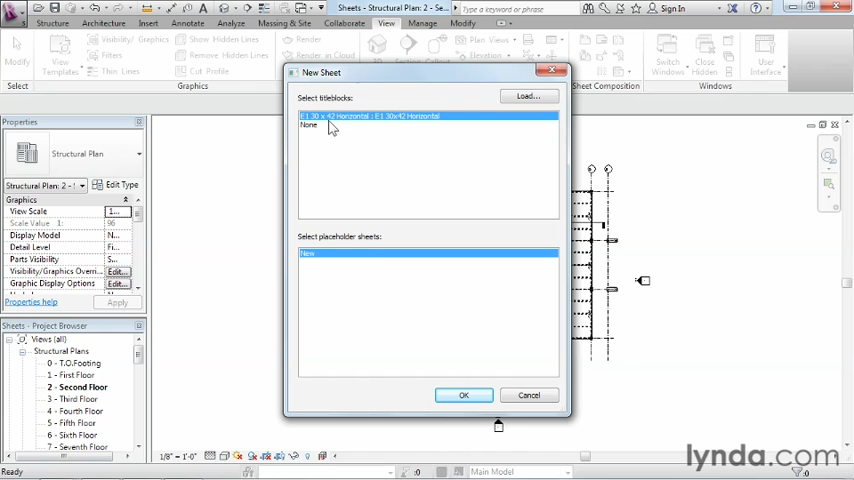 Sheets - Structural Plan: 2 - Se...
Type a keyword or phrase
Sign In
Structure Architecture Insert Annotate Analyze Massing & Site Collaborate View Manage Modify
Modify
View Templates
Visibility/ Graphics
Filters
Thin Lines
Show Hidden Lines
Remove Hidden Lines
Cut Profile
Render
Plan Views
Switch Windows
Close Hidden
User Interface
Select
Graphics
Windows
New Sheet
Select titleblocks:
Load...
E1 30 x 42 Horizontal : E1 30x42 Horizontal
None
Select placeholder sheets:
New
OK
Cancel
Properties
Structural Plan
Structural Plan: 2 - S
Edit Type
Graphics
View Scale 1...
Scale Value 1: 96
Display Model N...
Detail Level Fi...
Parts Visibility S...
Visibility/Graphics Overri... Edit...
Graphic Display Options Edit...
Properties help
Apply
Sheets - Project Browser
Views (all)
Structural Plans
0 - T.O.Footing
1 - First Floor
2 - Second Floor
3 - Third Floor
4 - Fourth Floor
5 - Fifth Floor
6 - Sixth Floor
7 - Seventh Floor
1/8" = 1'-0"
Ready
:0
Main Model
:0
lynda.com